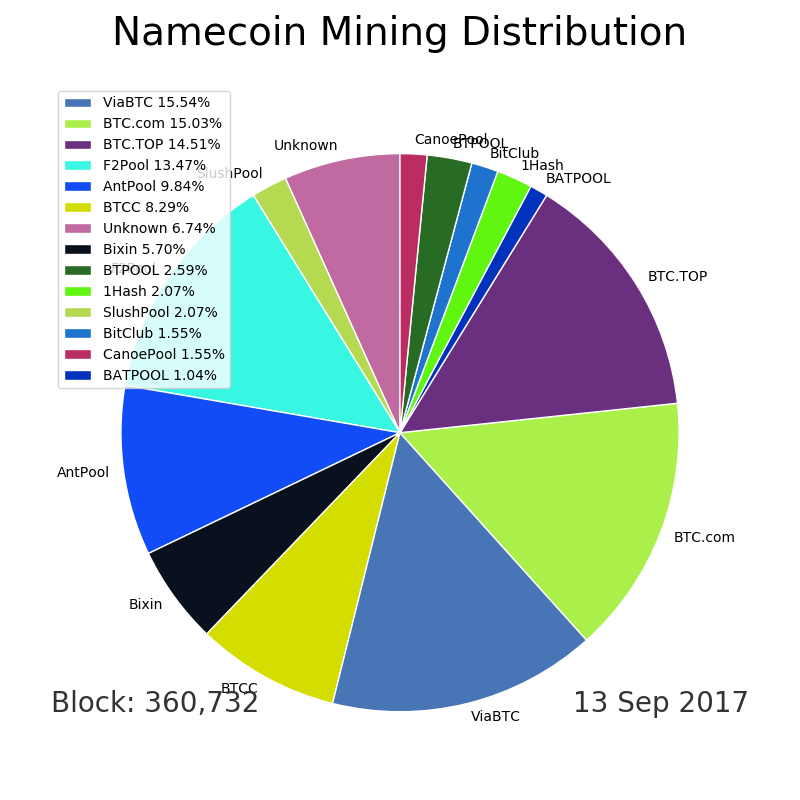 Namecoin Mining Distribution
ViaBTC 15.54%
BTC.com 15.03%
BTC.TOP 14.51%
F2Pool 13.47%
AntPool 9.84%
BTCC 8.29%
Unknown 6.74%
Bixin 5.70%
BTPOOL 2.59%
1Hash 2.07%
SlushPool 2.07%
BitClub 1.55%
CanoePool 1.55%
BATPOOL 1.04%
Unknown
SlushPool
CanoePool
BTPOOL
BitClub
1Hash
BATPOOL
BTC.TOP
BTC.com
ViaBTC
BTCC
Bixin
AntPool
F2Pool
Block: 360,732
13 Sep 2017